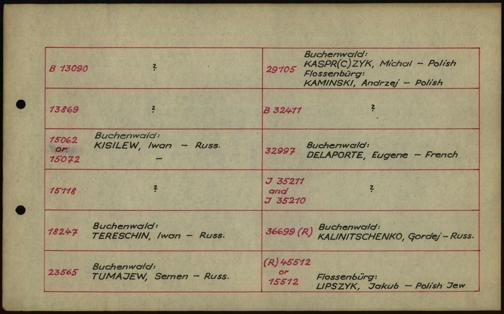 B 13090 ?
13869 ?
15062
or
15072
Buchenwald:
KISILEW, Iwan – Russ.
–
15118 ?
18247
Buchenwald:
TERESCHIN, Iwan – Russ.
23565
Buchenwald:
TUMAJEW, Semen – Russ.
29105
Buchenwald:
KASPR(C)ZYK, Michal – Polish
Flossenbürg:
KAMINSKI, Andrzej – Polish
B 32411 ?
32997
Buchenwald:
DELAPORTE, Eugene – French
J 35211
and
J 35210
?
36699 (R)
Buchenwald:
KALINITSCHENKO, Gordej – Russ.
(R) 45512
or
15512
Flossenbürg:
LIPSZYK, Jakub – Polish Jew